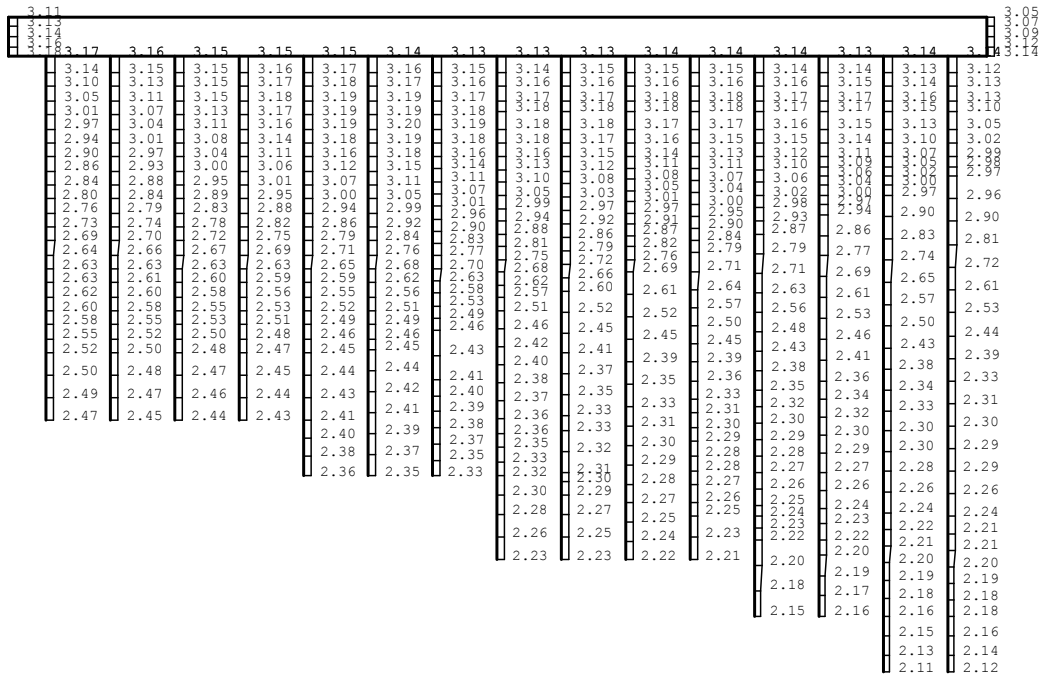 3.11 3.05
3.13 3.07
3.14 3.09
3.16 3.12
3.17 3.16 3.15 3.15 3.15 3.14 3.13 3.13 3.13 3.14 3.14 3.14 3.13 3.14 3.14
3.14 3.15 3.15 3.16 3.17 3.16 3.15 3.16 3.15 3.15 3.15 3.14 3.14 3.13 3.12
3.10 3.13 3.15 3.17 3.18 3.17 3.16 3.16 3.16 3.16 3.16 3.16 3.15 3.14 3.13
3.05 3.11 3.15 3.18 3.19 3.19 3.17 3.17 3.17 3.18 3.18 3.17 3.17 3.16 3.13
3.01 3.07 3.13 3.17 3.19 3.19 3.18 3.18 3.18 3.18 3.18 3.17 3.17 3.15 3.10
2.97 3.04 3.11 3.16 3.19 3.20 3.19 3.18 3.18 3.17 3.17 3.16 3.15 3.13 3.05
2.94 3.01 3.08 3.14 3.18 3.19 3.18 3.18 3.17 3.16 3.15 3.15 3.14 3.10 3.02
2.90 2.97 3.04 3.11 3.16 3.18 3.16 3.16 3.15 3.14 3.13 3.12 3.11 3.07 2.99
2.86 2.93 3.00 3.06 3.12 3.15 3.14 3.13 3.12 3.11 3.11 3.10 3.09 3.05 2.98
2.84 2.88 2.95 3.01 3.07 3.11 3.11 3.10 3.08 3.08 3.07 3.06 3.06 3.02 2.97
3.05 3.04 3.04 3.00
2.80 2.84 2.89 2.95 3.00 3.05 3.07 3.05 3.03 3.01 3.00 3.02 3.00 2.97 2.96
2.76 2.79 2.83 2.88 2.94 2.99 3.01 2.99 2.97 2.97 2.95 2.98 2.97
2.73 2.74 2.78 2.82 2.86 2.92 2.96 2.94 2.92 2.91 2.90 2.93 2.94 2.90 2.90
2.69 2.70 2.72 2.75 2.79 2.84 2.90 2.88 2.86 2.87 2.84 2.87 2.86 2.83 2.81
2.64 2.66 2.67 2.69 2.71 2.76 2.83 2.81 2.79 2.82 2.79 2.79 2.77 2.74
2.77 2.75 2.72 2.76
2.63 2.63 2.63 2.63 2.65 2.68 2.70 2.68 2.66 2.69 2.71 2.71 2.69 2.65 2.72
2.63 2.61 2.60 2.59 2.59 2.62 2.63 2.62 2.60 2.61 2.64 2.63 2.61 2.57 2.61
2.62 2.60 2.58 2.56 2.55 2.56 2.58 2.57
2.60 2.58 2.55 2.53 2.52 2.51 2.53 2.51 2.52 2.52 2.57 2.56 2.53 2.50 2.53
2.58 2.55 2.53 2.51 2.49 2.49 2.49 2.46 2.45 2.45 2.50 2.48 2.46 2.43 2.44
2.55 2.52 2.50 2.48 2.46 2.46 2.46 2.42 2.45 2.43
2.52 2.50 2.48 2.47 2.45 2.45 2.43 2.40 2.41 2.39 2.39 2.38 2.41 2.38 2.39
2.50 2.48 2.47 2.45 2.44 2.44 2.41 2.38 2.37 2.35 2.36 2.35 2.36 2.34 2.33
2.49 2.47 2.46 2.44 2.43 2.42 2.40 2.37 2.35 2.33 2.33 2.32 2.34 2.33 2.31
2.47 2.45 2.44 2.43 2.41 2.41 2.39 2.36 2.33 2.31 2.31 2.30 2.32 2.30 2.30
2.40 2.39 2.38 2.36 2.33 2.30 2.30 2.28 2.30
2.38 2.37 2.37 2.35 2.32 2.29 2.29 2.28 2.29 2.28 2.29
2.36 2.35 2.35 2.33 2.31 2.28 2.28 2.27 2.28 2.26 2.29
2.33 2.32 2.30 2.27 2.28 2.26 2.27 2.24 2.26
2.30 2.29 2.25 2.27 2.25 2.26 2.22 2.24
2.28 2.27 2.24 2.26 2.24 2.24 2.21 2.21
2.26 2.25 2.22 2.25 2.23 2.23 2.20 2.21
2.23 2.23 2.23 2.22 2.22 2.19 2.20
2.21 2.20 2.20 2.18 2.19
2.18 2.19 2.16 2.18
2.15 2.17 2.15 2.18
2.16 2.13 2.16
2.11 2.14
2.12